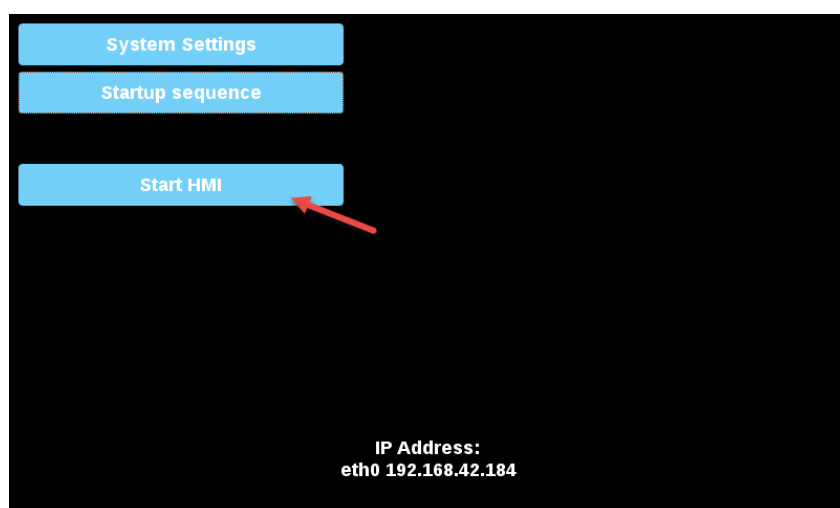 System Settings
Startup sequence
Start HMI
IP Address:
eth0 192.168.42.184